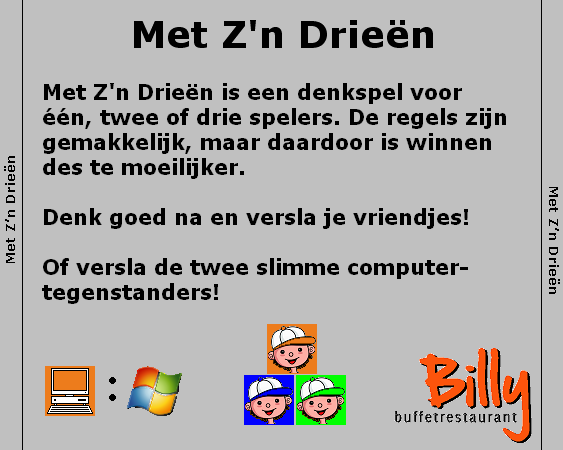 Met Z'n Drieën
Met Z'n Drieën is een denkspel voor
één, twee of drie spelers. De regels zijn
gemakkelijk, maar daardoor is winnen
des te moeilijker.
Denk goed na en versla je vriendjes!
Of versla de twee slimme computer-
tegenstanders!
Met Z’n Drieën
Met Z’n Drieën
:
Billy
buffetrestaurant